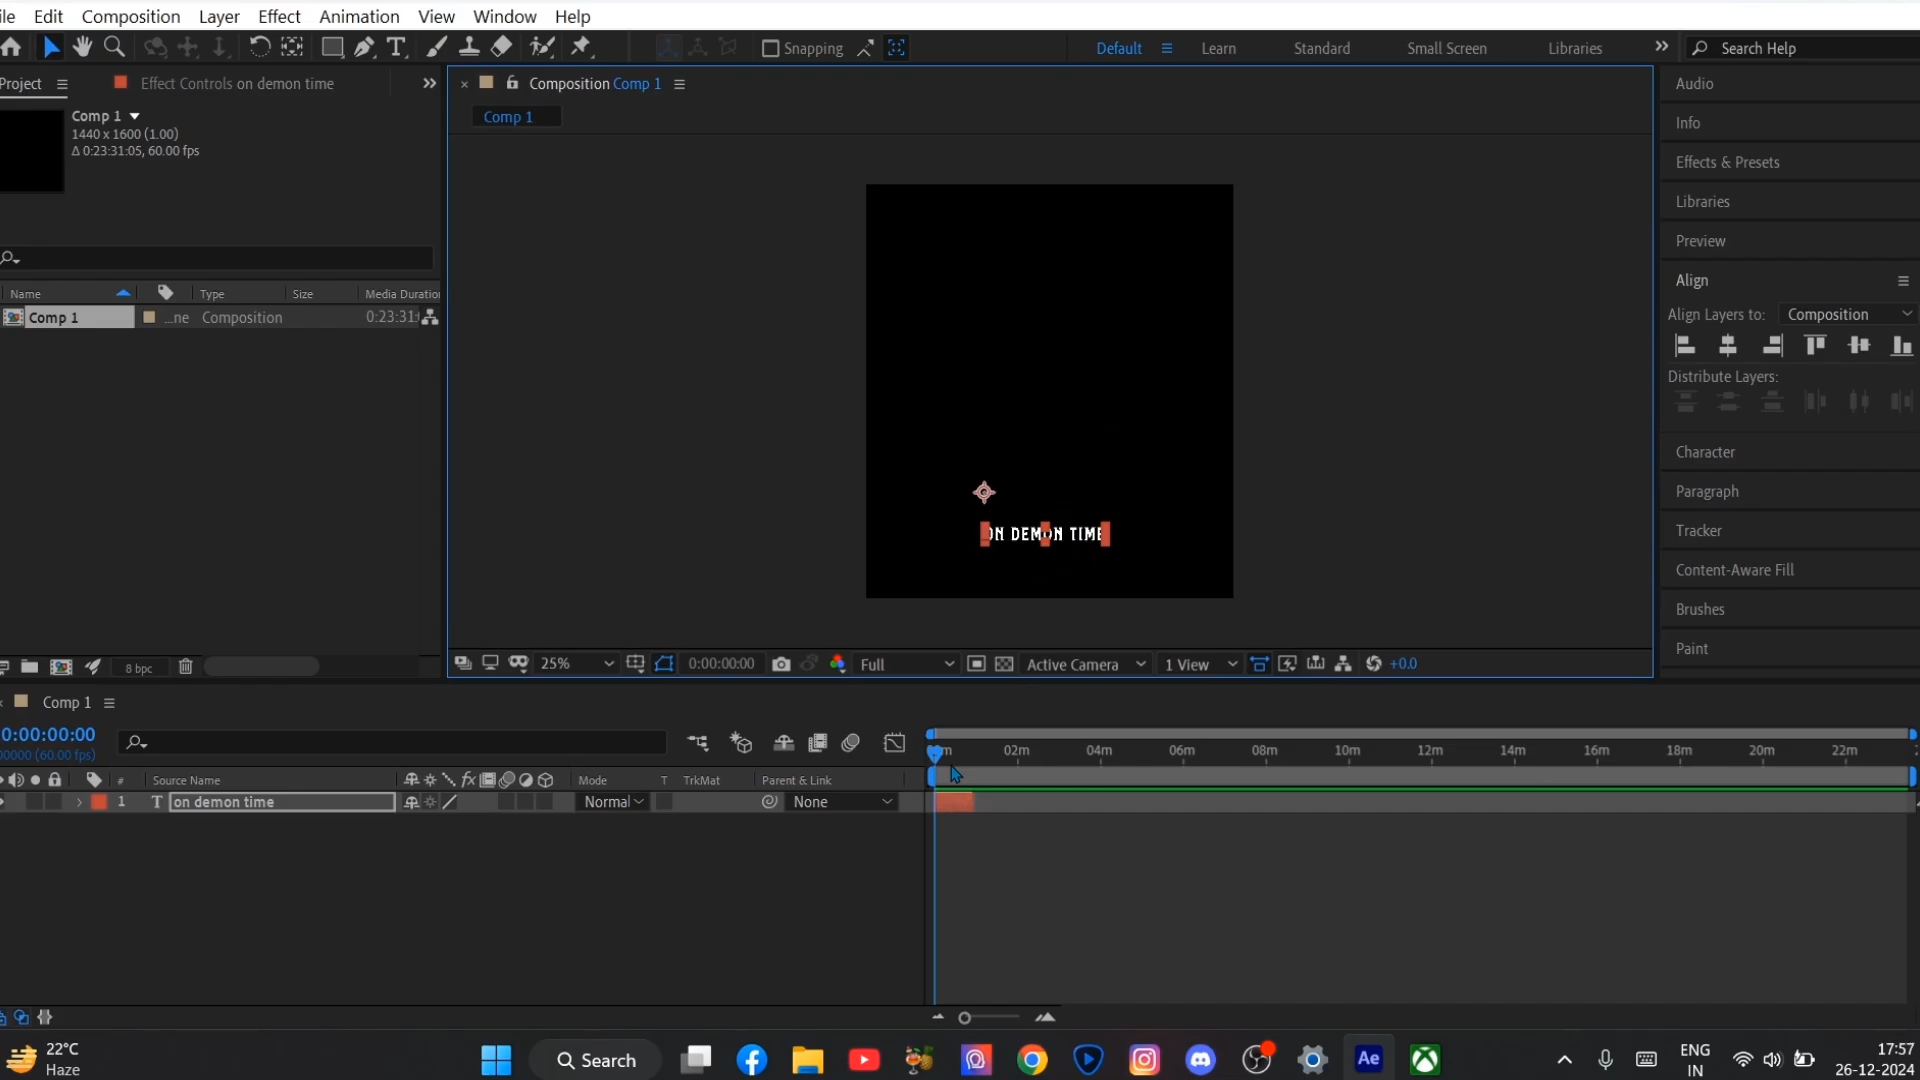 ile Edit Composition Layer Effect Animation View Window Help
Snapping Default Learn Standard Small Screen Libraries Search Help
Project Effect Controls on demon time
Composition Comp 1
Comp 1
Comp 1
1440 x 1600 (1.00)
Δ 0:23:31:05, 60.00 fps
Name Type Size Media Duratio
Comp 1 ...ne Composition 0:23:31:
8 bpc
ON DEMON TIME
25% 0:00:00:00 Full Active Camera 1 View +0.0
Audio
Info
Effects & Presets
Libraries
Preview
Align
Align Layers to: Composition
Distribute Layers:
Character
Paragraph
Tracker
Content-Aware Fill
Brushes
Paint
Comp 1
0:00:00:00
00000 (60.00 fps)
02m 04m 06m 08m 10m 12m 14m 16m 18m 20m 22m
# Source Name fx Mode T TrkMat Parent & Link
1 T on demon time Normal None
22°C
Haze
Search
Ae
ENG
IN
17:57
26-12-2024